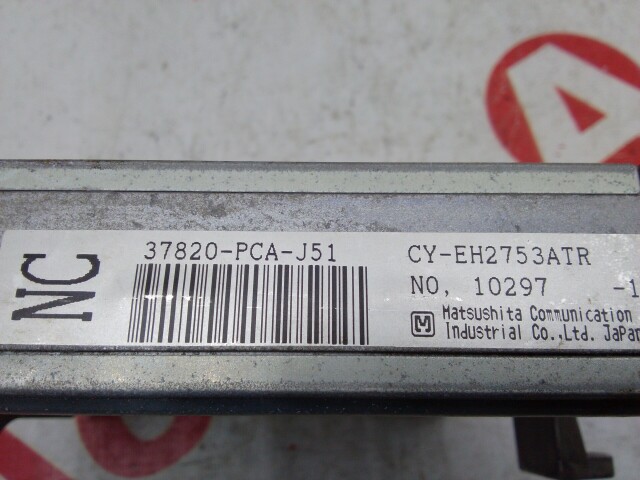 NC
37820-PCA-J51
CY-EH2753ATR
NO, 10297 -1
M Matsushita Communication
Industrial Co.,Ltd. JaPan
A